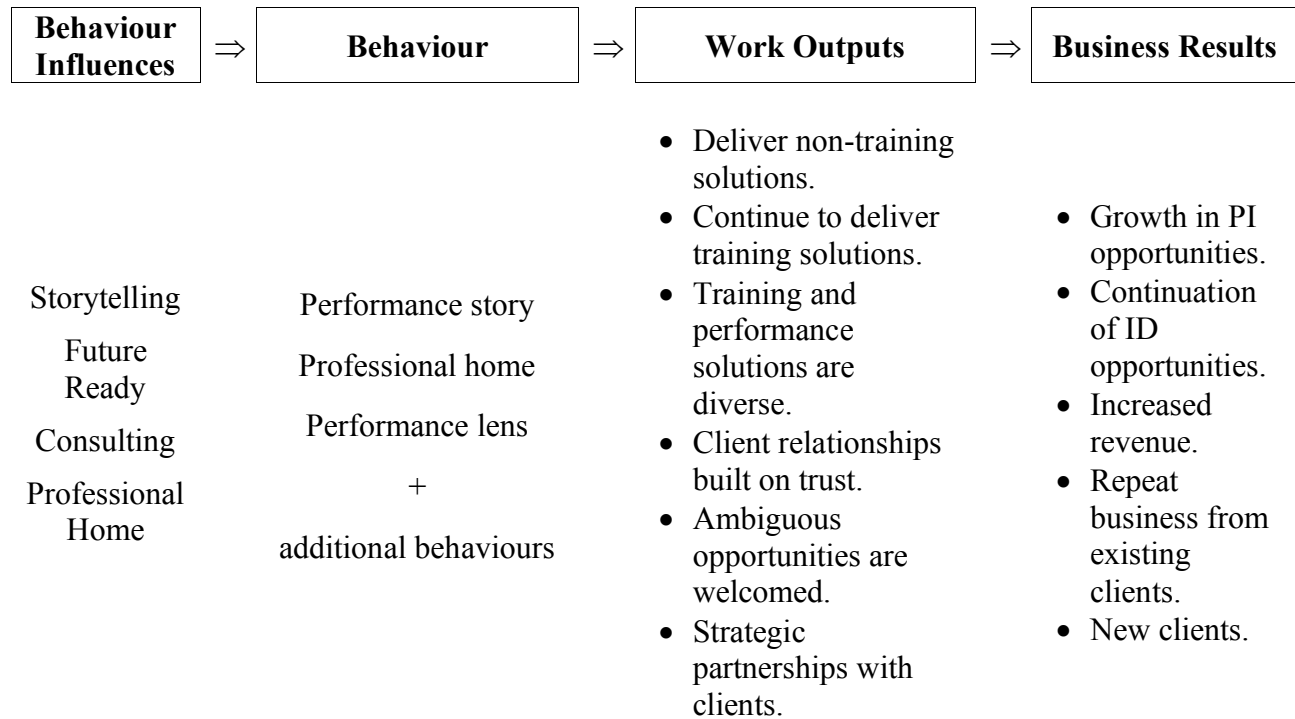 Behaviour
Influences
⇒
Behaviour
⇒
Work Outputs
⇒
Business Results
Storytelling
Future
Ready
Consulting
Professional
Home
Performance story
Professional home
Performance lens
+
additional behaviours
• Deliver non-training
solutions.
• Continue to deliver
training solutions.
• Training and
performance
solutions are
diverse.
• Client relationships
built on trust.
• Ambiguous
opportunities are
welcomed.
• Strategic
partnerships with
clients.
• Growth in PI
opportunities.
• Continuation
of ID
opportunities.
• Increased
revenue.
• Repeat
business from
existing
clients.
• New clients.